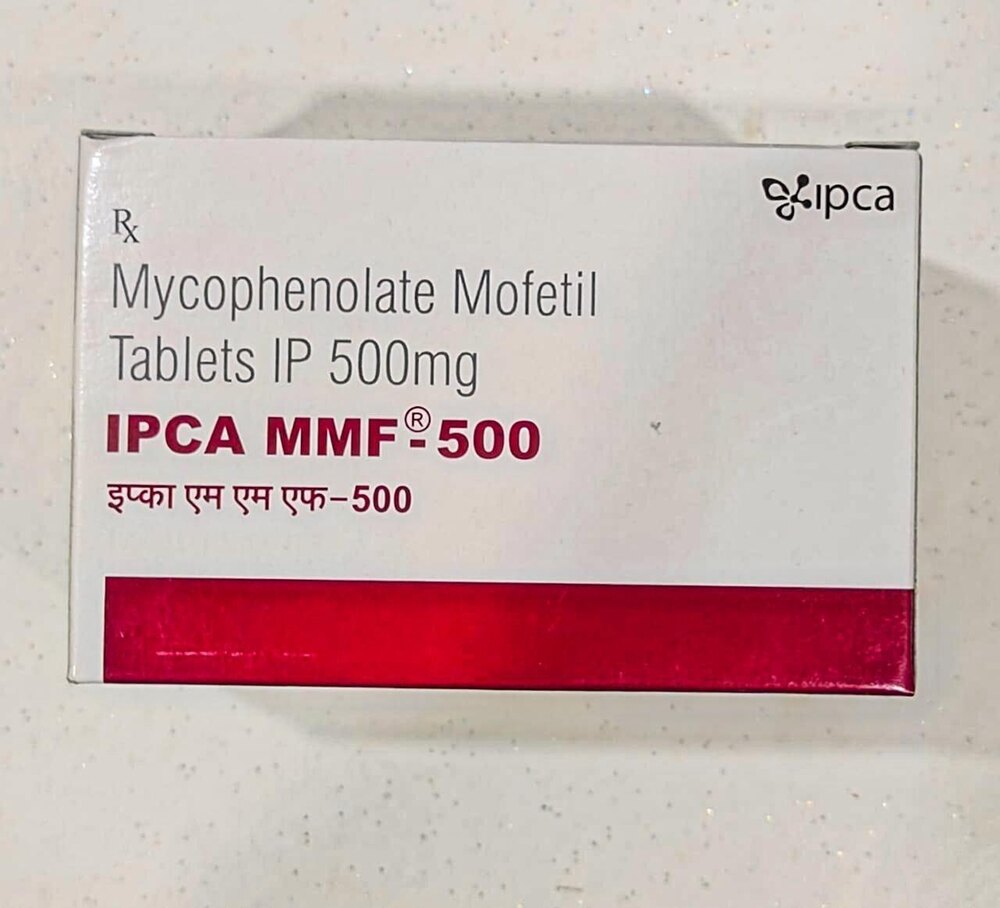 ipca
Rx
Mycophenolate Mofetil
Tablets IP 500mg
IPCA MMF®-500
इप्का एम एम एफ-500